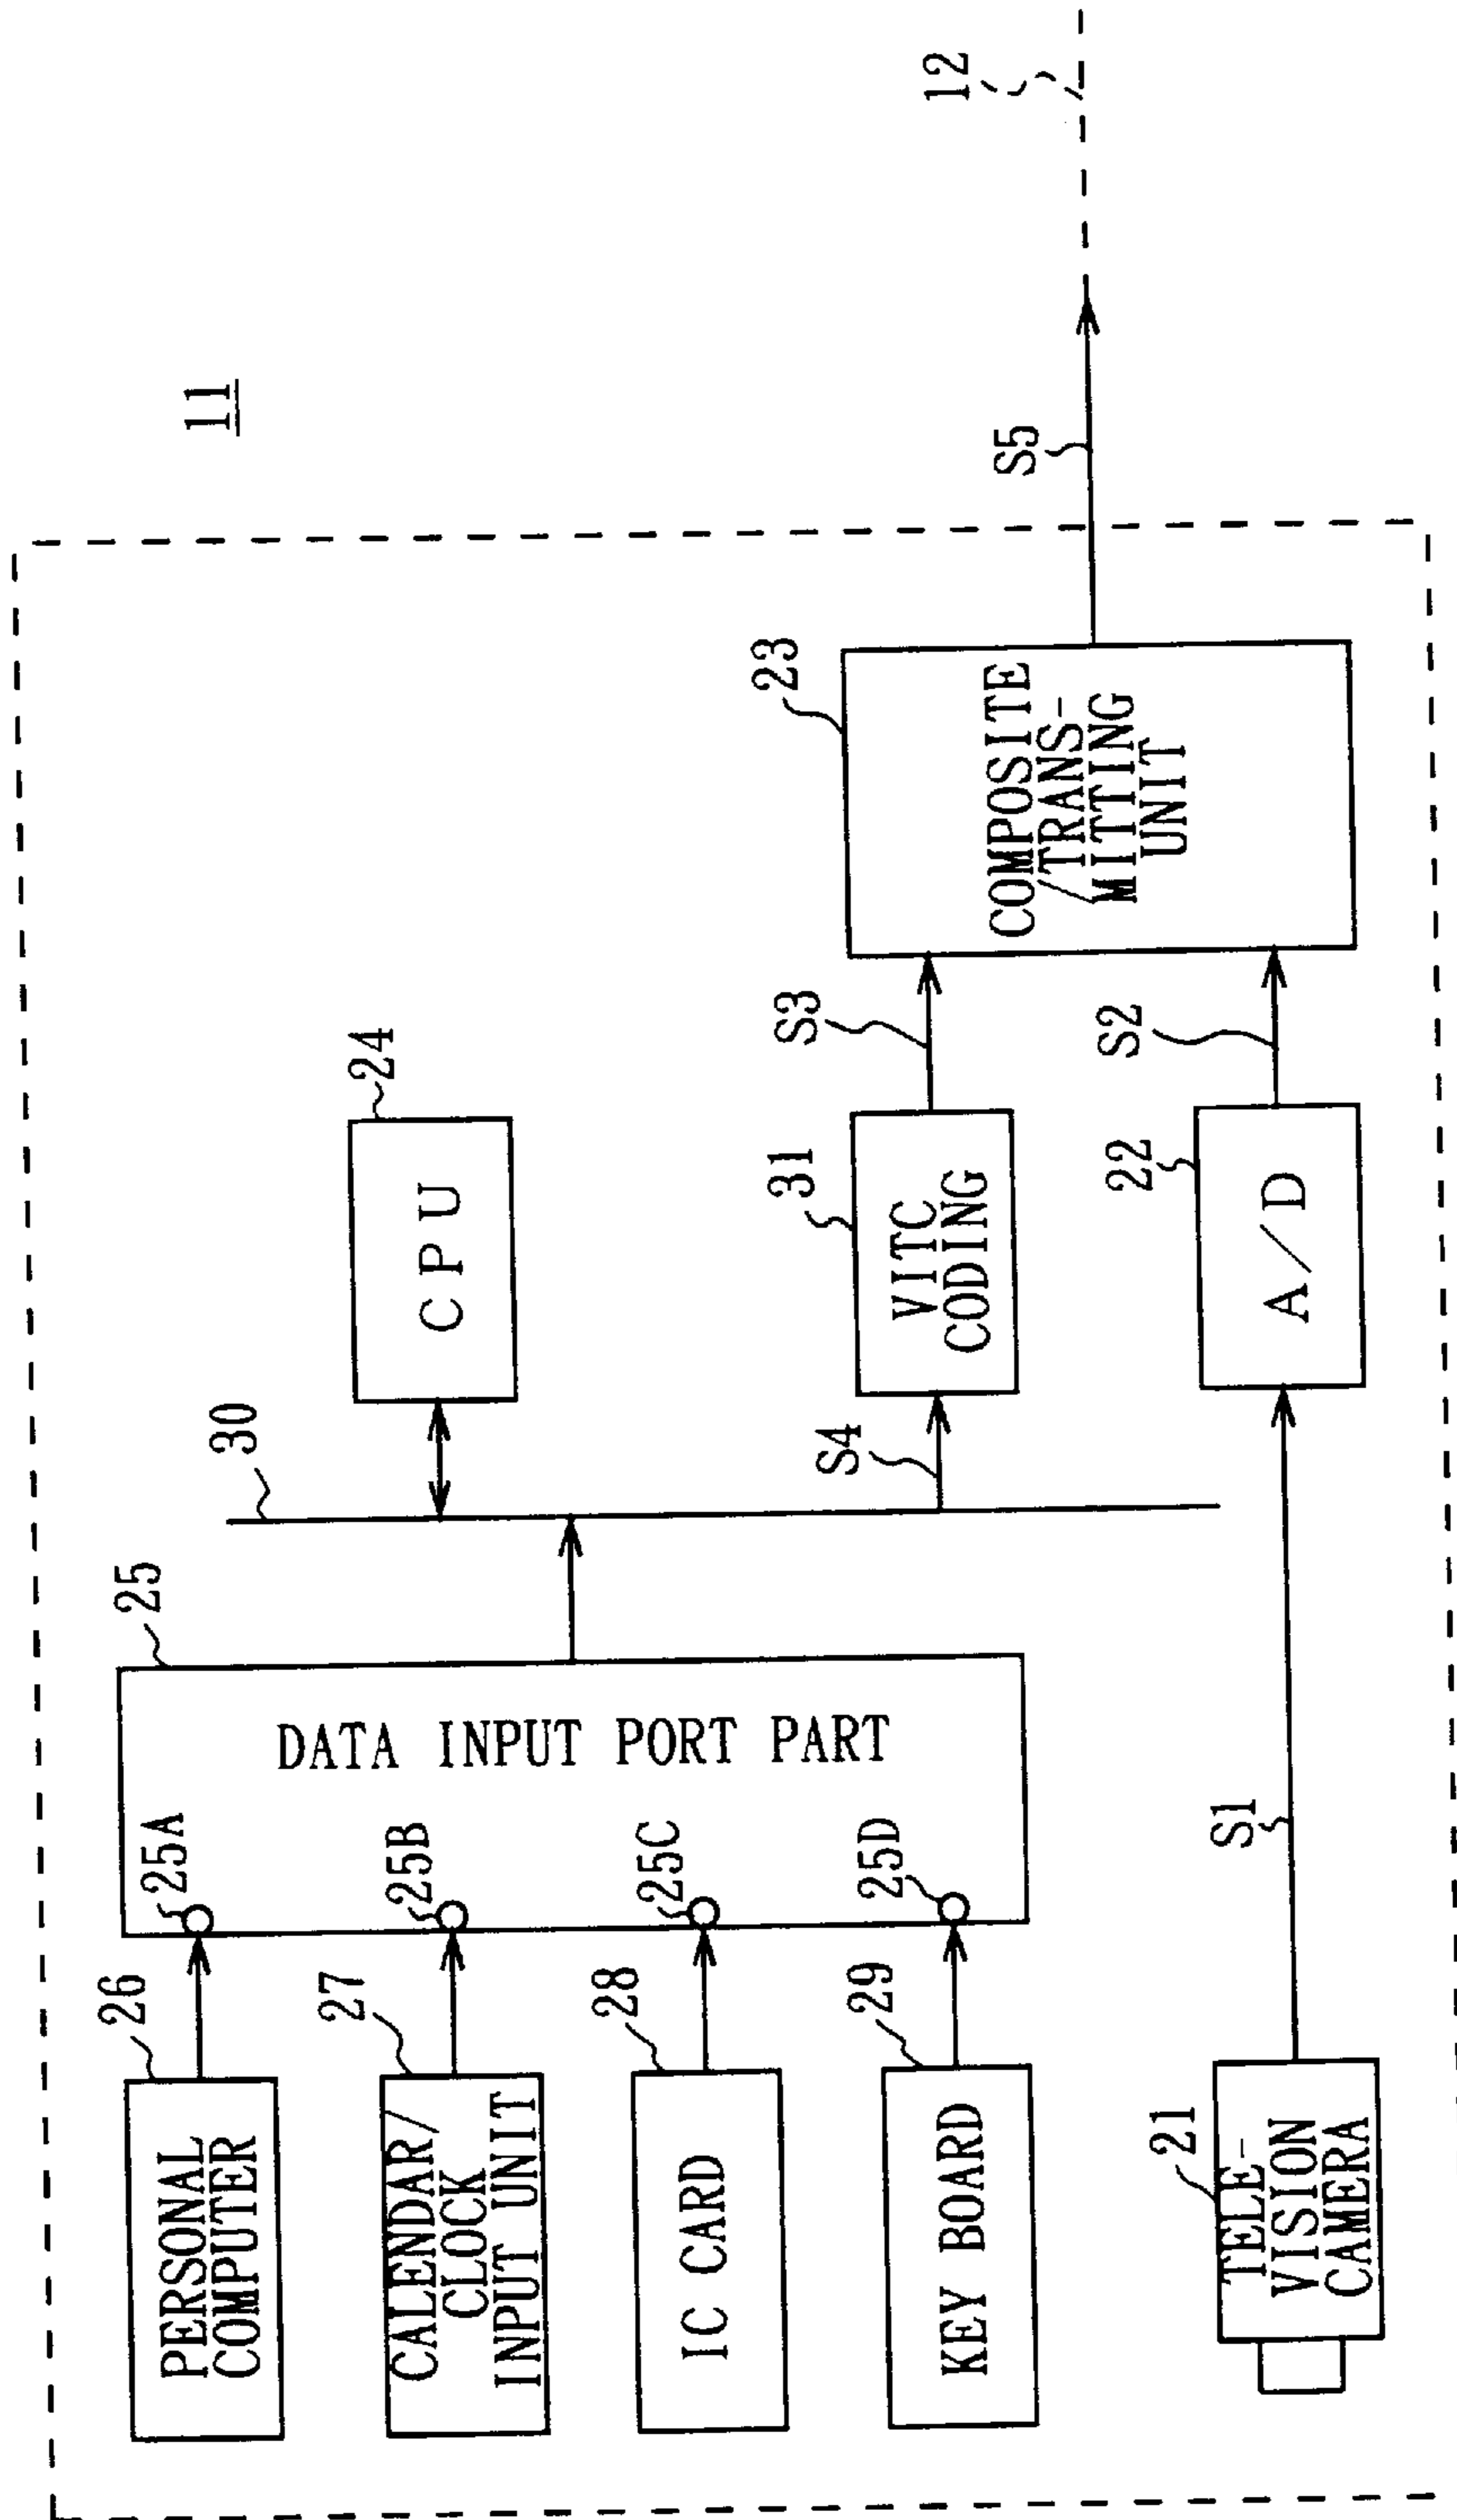 11
26
PERSONAL
COMPUTER
25A
25
30
24
CPU
27
CALENDAR/
CLOCK
INPUT UNIT
25B
DATA INPUT PORT PART
28
IC CARD
25C
29
KEY BOARD
25D
S4
31
VITC
CODING
S3
23
COMPOSITE
/TRANS-
MITTING
UNIT
S5
12
21
TELE-
VISION
CAMERA
S1
22
A/D
S2